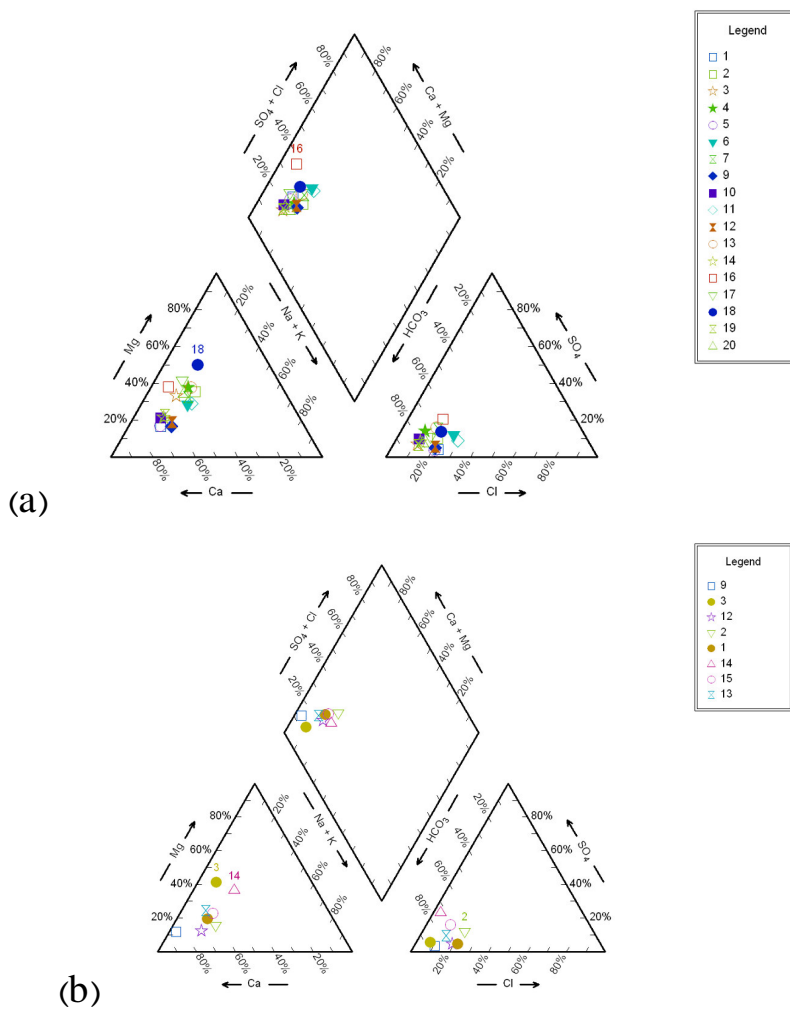 Legend
1
2
3
4
5
6
7
9
10
11
12
13
14
16
17
18
19
20
80% 80%
SO₄ + Cl 60% 60% Ca + Mg
40% 40%
16
20% 20%
80% 20% Na + K HCO₃ 20% 80%
Mg 60% 18 40% 40% 60% SO₄
40% 60% 60% 40%
20% 80% 80% 20%
80% 60% 40% 20% 20% 40% 60% 80%
Ca Cl
(a)
Legend
9
3
12
2
1
14
15
13
80% 80%
SO₄ + Cl 60% 60% Ca + Mg
40% 40%
20% 20%
80% 20% Na + K HCO₃ 20% 80%
Mg 60% 40% 40% 60% SO₄
3 14
40% 60% 60% 40%
20% 80% 80% 2 20%
80% 60% 40% 20% 20% 40% 60% 80%
Ca Cl
(b)